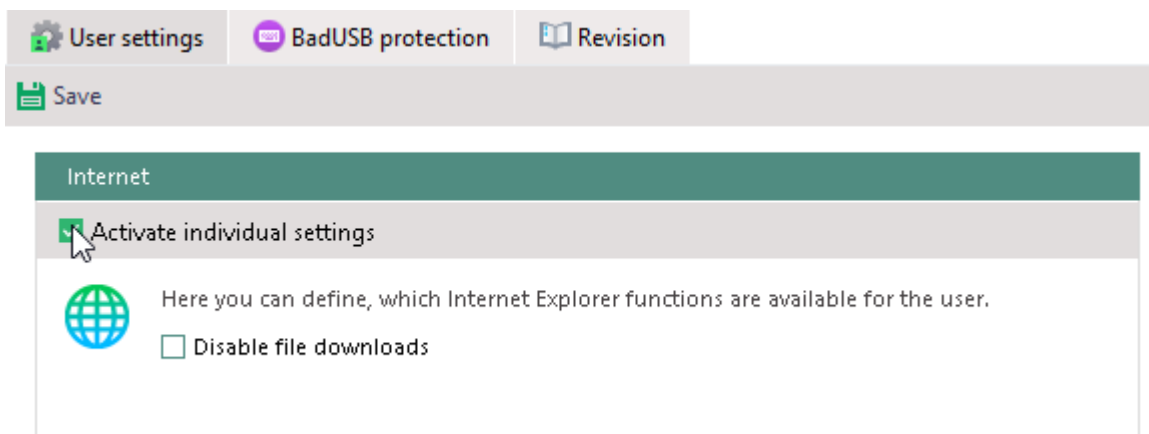 User settings BadUSB protection Revision
Save
Internet
Activate individual settings
Here you can define, which Internet Explorer functions are available for the user.
Disable file downloads